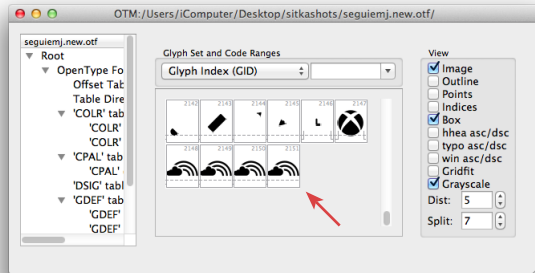 OTM:/Users/iComputer/Desktop/sitkashots/seguiemj.new.otf/
seguiemj.new.otf
Root
OpenType Fo
Offset Tab
Table Dire
'COLR' tab
'COLR'
'COLR'
'CPAL' tabl
'CPAL'
'DSIG' tabl
'GDEF' tab
'GDEF'
'GDEF'
Glyph Set and Code Ranges
Glyph Index (GID)
2142 2143 2144 2145 2146 2147
2148 2149 2150 2151
View
Image
Outline
Points
Indices
Box
hhea asc/dsc
typo asc/dsc
win asc/dsc
Gridfit
Grayscale
Dist: 5
Split: 7